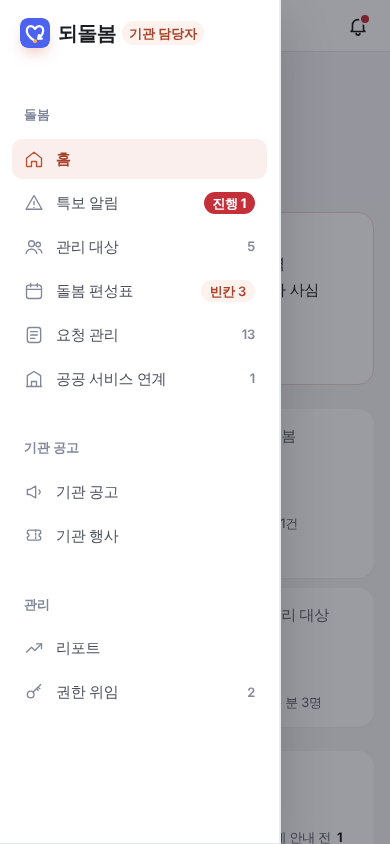 되돌봄 기관 담당자
돌봄
홈
특보 알림 진행 1
관리 대상 5
돌봄 편성표 빈칸 3
요청 관리 13
공공 서비스 연계 1
기관 공고
기관 공고
기관 행사
관리
리포트
권한 위임 2
사심
봄
1건
리 대상
분 3명
안내 전 1